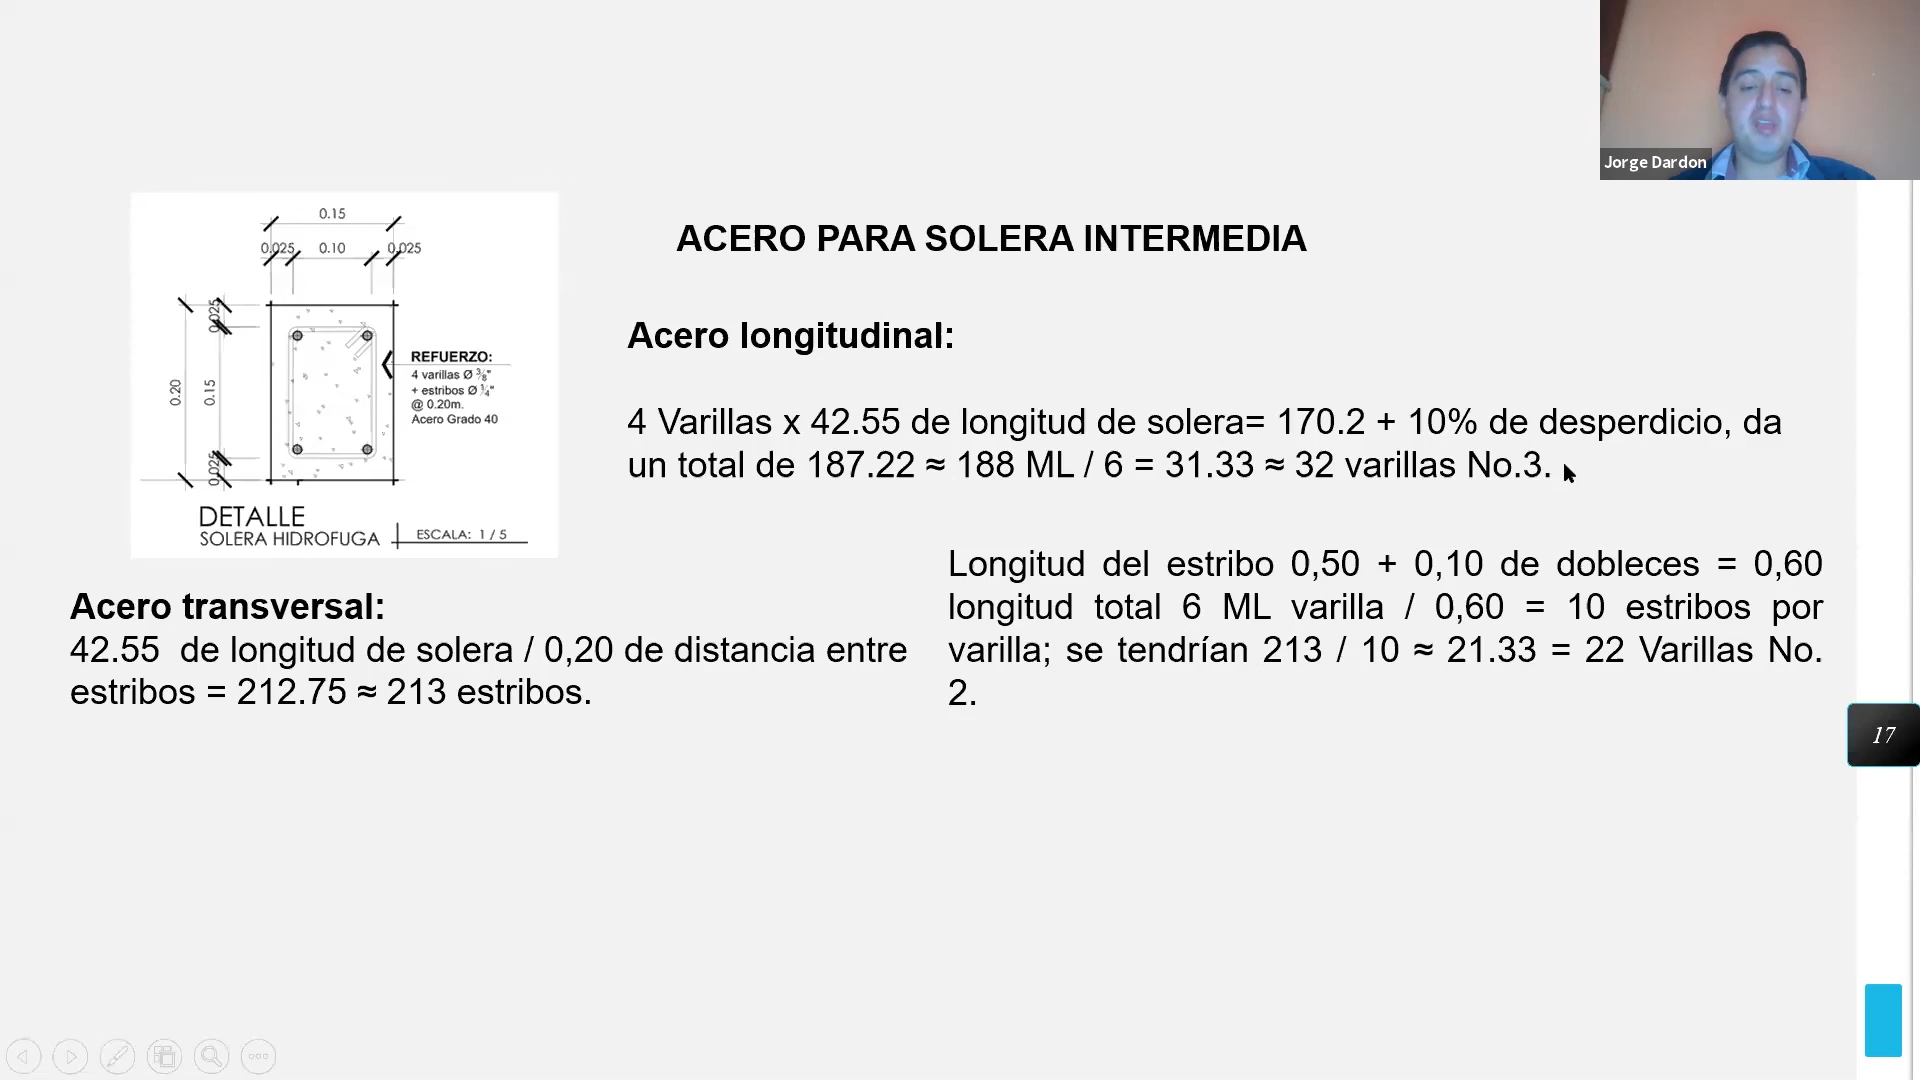 Jorge Dardon
0.15
0.025 0.10 0.025
0.025
0.20
0.15
0.025
REFUERZO:
4 varillas Ø 3/8"
+ estribos Ø 1/4"
@ 0.20m.
Acero Grado 40
DETALLE
SOLERA HIDROFUGA
ESCALA: 1 / 5
ACERO PARA SOLERA INTERMEDIA
Acero longitudinal:
4 Varillas x 42.55 de longitud de solera= 170.2 + 10% de desperdicio, da
un total de 187.22 ≈ 188 ML / 6 = 31.33 ≈ 32 varillas No.3.
Acero transversal:
42.55 de longitud de solera / 0,20 de distancia entre
estribos = 212.75 ≈ 213 estribos.
Longitud del estribo 0,50 + 0,10 de dobleces = 0,60
longitud total 6 ML varilla / 0,60 = 10 estribos por
varilla; se tendrían 213 / 10 ≈ 21.33 = 22 Varillas No.
2.
17